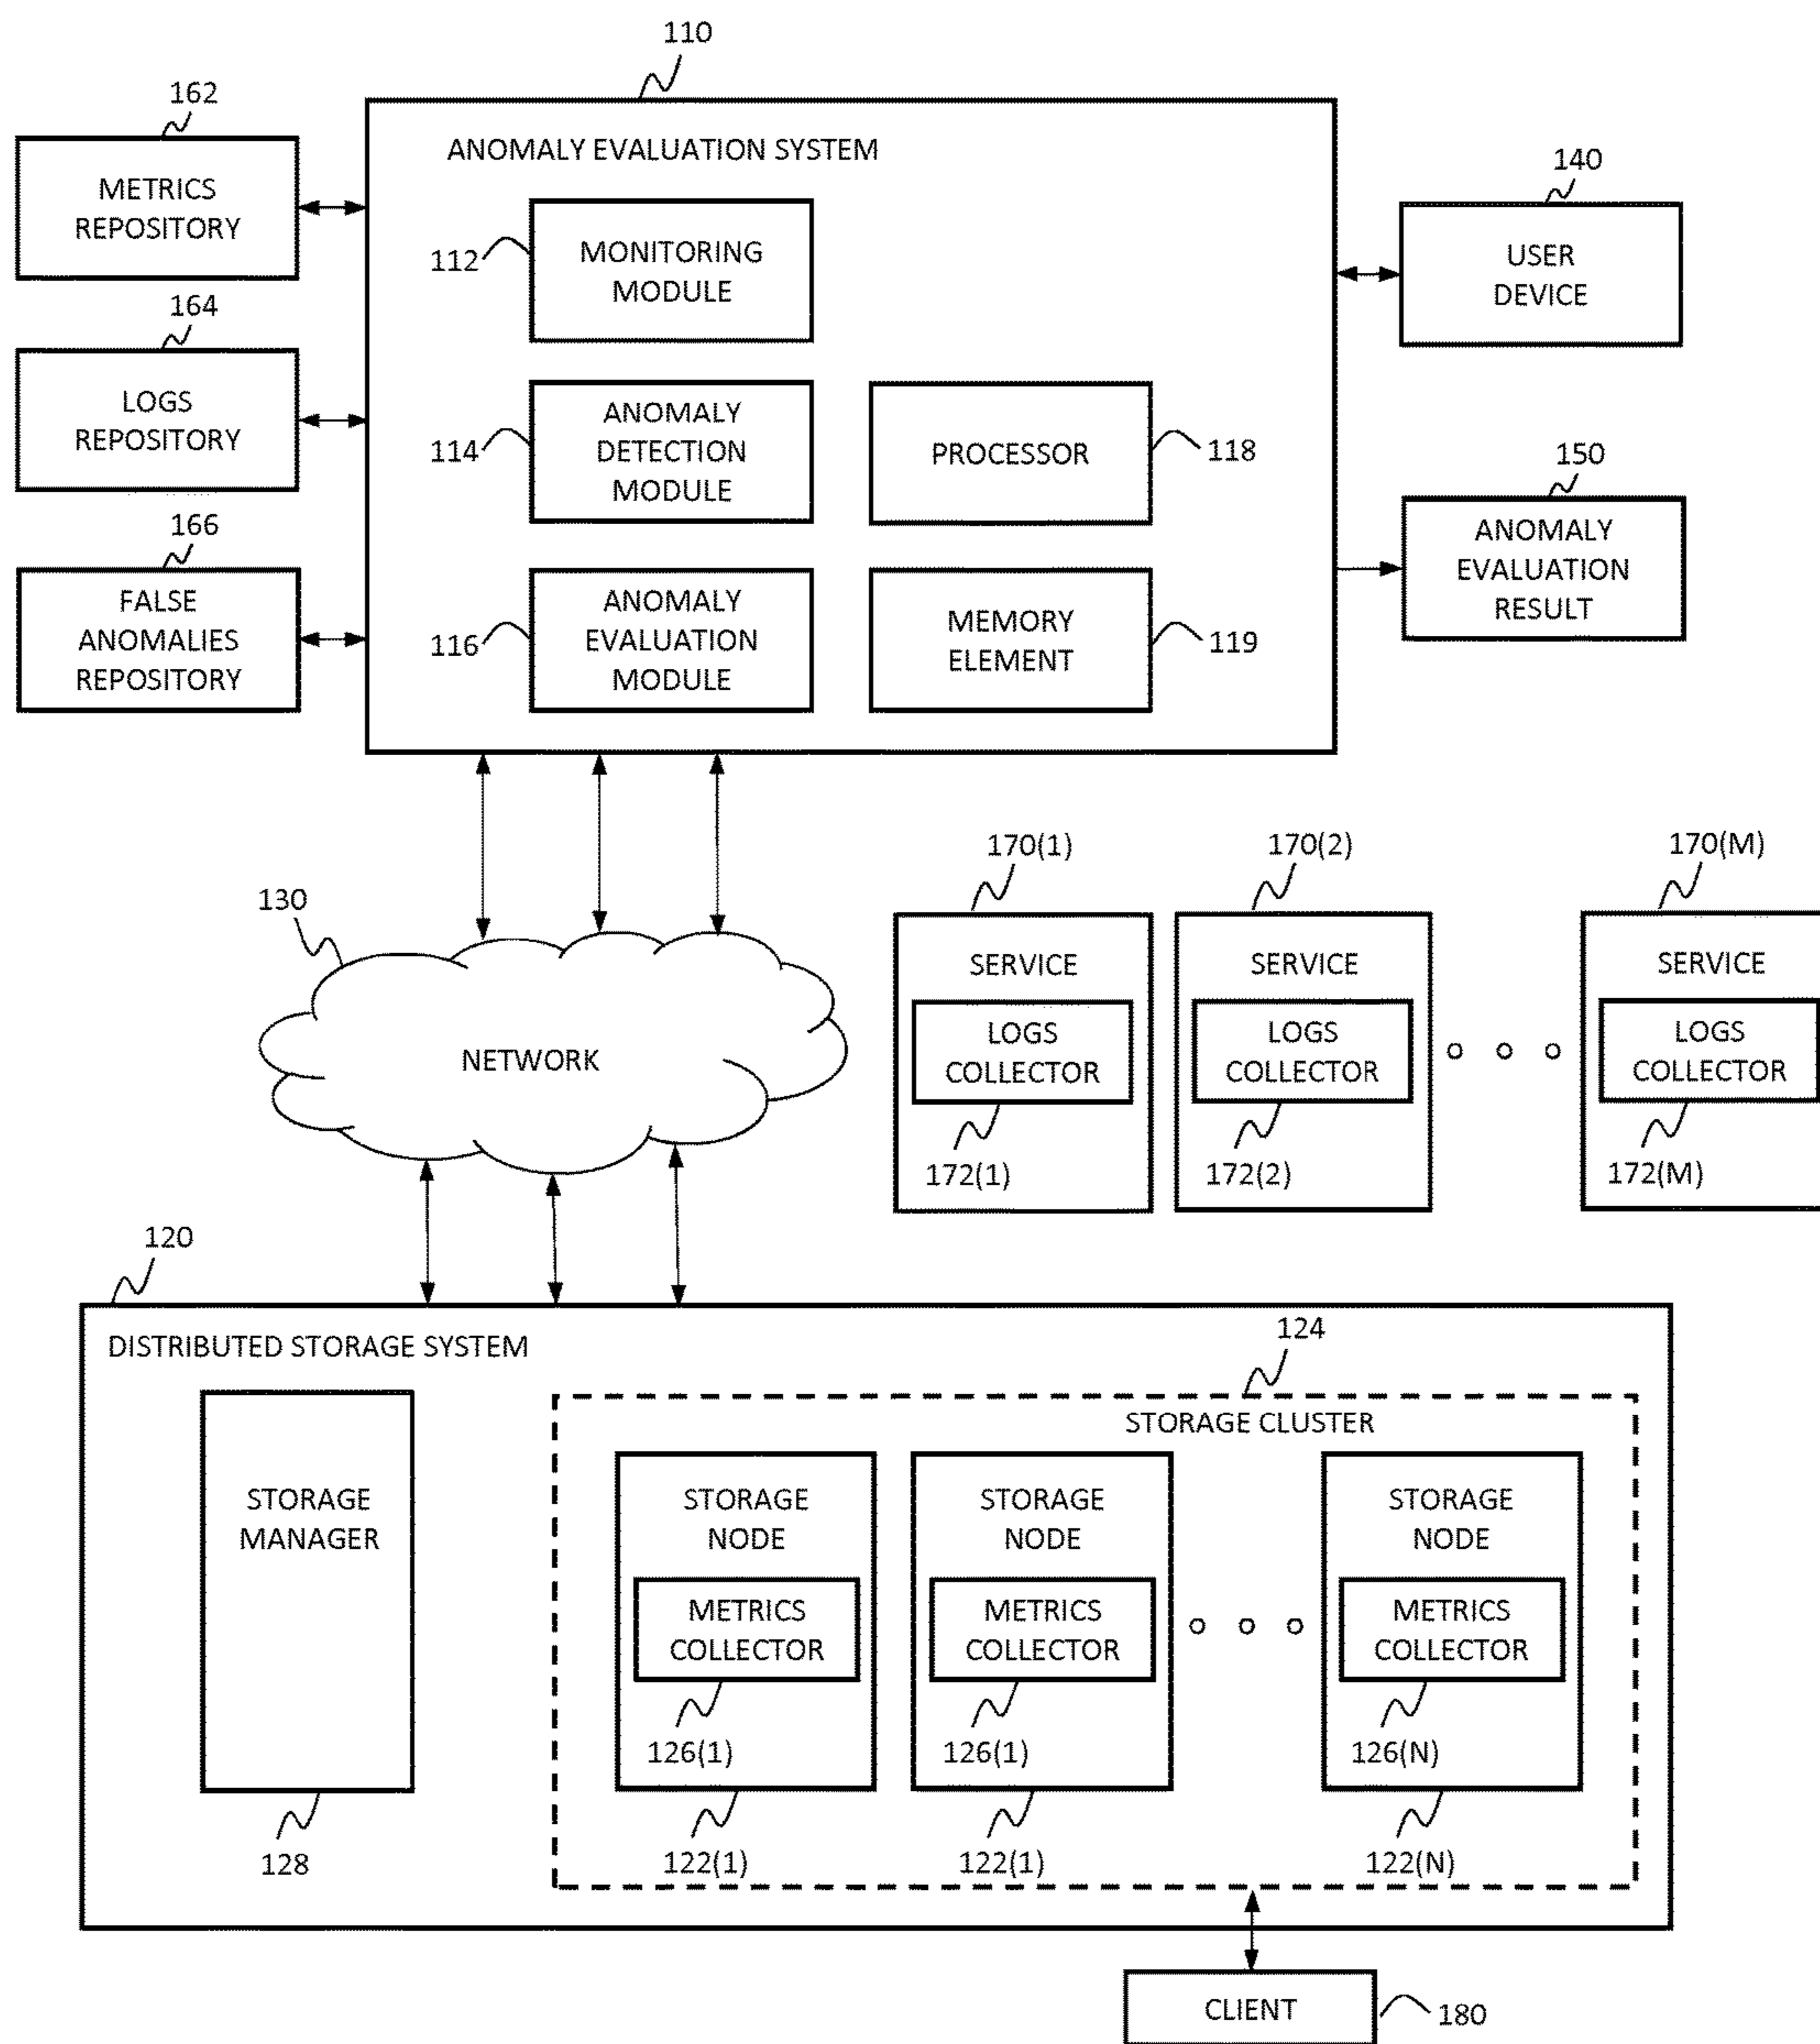 110
162
ANOMALY EVALUATION SYSTEM
METRICS
REPOSITORY
140
112
MONITORING
MODULE
USER
DEVICE
164
LOGS
REPOSITORY
114
ANOMALY
DETECTION
MODULE
PROCESSOR
118
150
ANOMALY
EVALUATION
RESULT
166
FALSE
ANOMALIES
REPOSITORY
116
ANOMALY
EVALUATION
MODULE
MEMORY
ELEMENT
119
170(1)
170(2)
170(M)
130
NETWORK
SERVICE
LOGS
COLLECTOR
172(1)
SERVICE
LOGS
COLLECTOR
172(2)
SERVICE
LOGS
COLLECTOR
172(M)
120
DISTRIBUTED STORAGE SYSTEM
124
STORAGE CLUSTER
STORAGE
MANAGER
128
STORAGE
NODE
METRICS
COLLECTOR
126(1)
122(1)
STORAGE
NODE
METRICS
COLLECTOR
126(1)
122(1)
STORAGE
NODE
METRICS
COLLECTOR
126(N)
122(N)
CLIENT
180